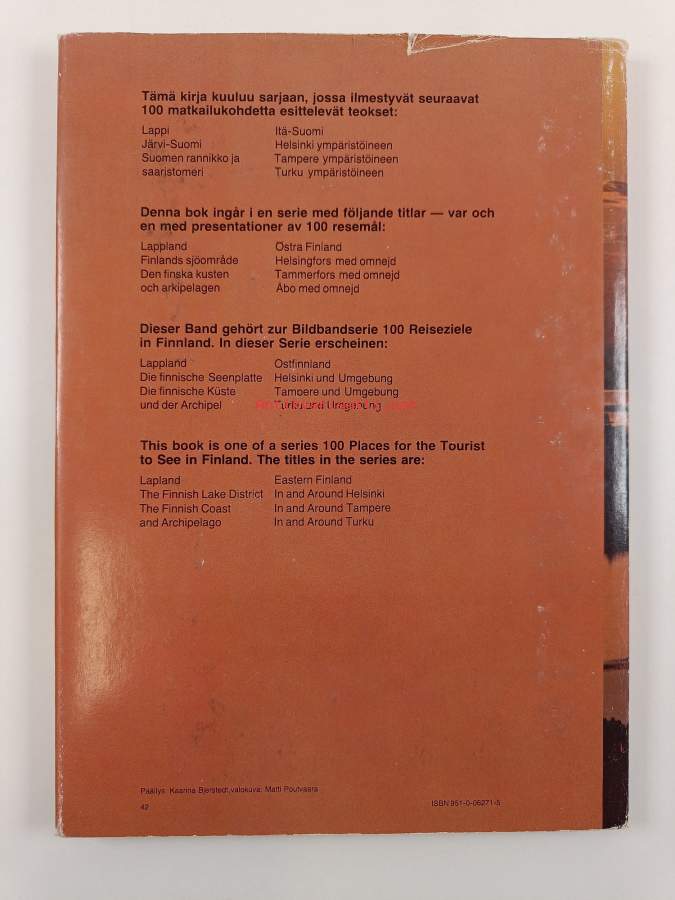 Tämä kirja kuuluu sarjaan, jossa ilmestyvät seuraavat
100 matkailukohdetta esittelevät teokset:
Lappi Itä-Suomi
Järvi-Suomi Helsinki ympäristöineen
Suomen rannikko ja Tampere ympäristöineen
saaristomeri Turku ympäristöineen
Denna bok ingår i en serie med följande titlar — var och
en med presentationer av 100 resemål:
Lappland Östra Finland
Finlands sjöområde Helsingfors med omnejd
Den finska kusten Tammerfors med omnejd
och arkipelagen Åbo med omnejd
Dieser Band gehört zur Bildbandserie 100 Reiseziele
in Finnland. In dieser Serie erscheinen:
Lappland Ostfinnland
Die finnische Seenplatte Helsinki und Umgebung
Die finnische Küste Tampere und Umgebung
und der Archipel Turku und Umgebung
This book is one of a series 100 Places for the Tourist
to See in Finland. The titles in the series are:
Lapland Eastern Finland
The Finnish Lake District In and Around Helsinki
The Finnish Coast In and Around Tampere
and Archipelago In and Around Turku
Päällys: Kaarina Bjerstedt, valokuva: Matti Poutvaara
42 ISBN 951-0-06271-5